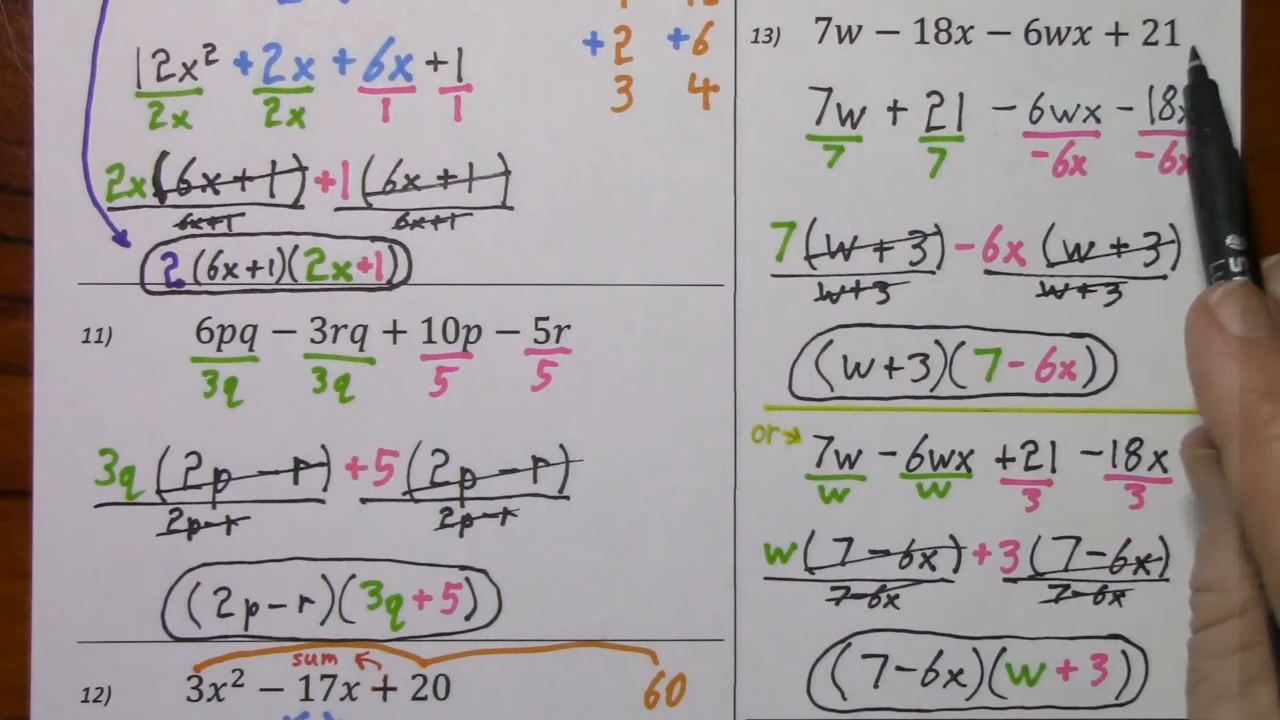 +2 +6
3 4
12x² +2x +6x +1
2x 2x 1 1
2x(6x+1) +1(6x+1)
6x+1 6x+1
2(6x+1)(2x+1)
11) 6pq − 3rq + 10p − 5r
3q 3q 5 5
3q(2p−r) +5(2p−r)
2p−r 2p−r
(2p−r)(3q+5)
sum
12) 3x² − 17x + 20 60
13) 7w − 18x − 6wx + 21
7w + 21 −6wx −18x
7 7 −6x −6x
7(w+3) −6x(w+3)
w+3 w+3
(w+3)(7−6x)
or 7w −6wx +21 −18x
w w 3 3
w(7−6x) +3(7−6x)
7−6x 7−6x
(7−6x)(w+3)